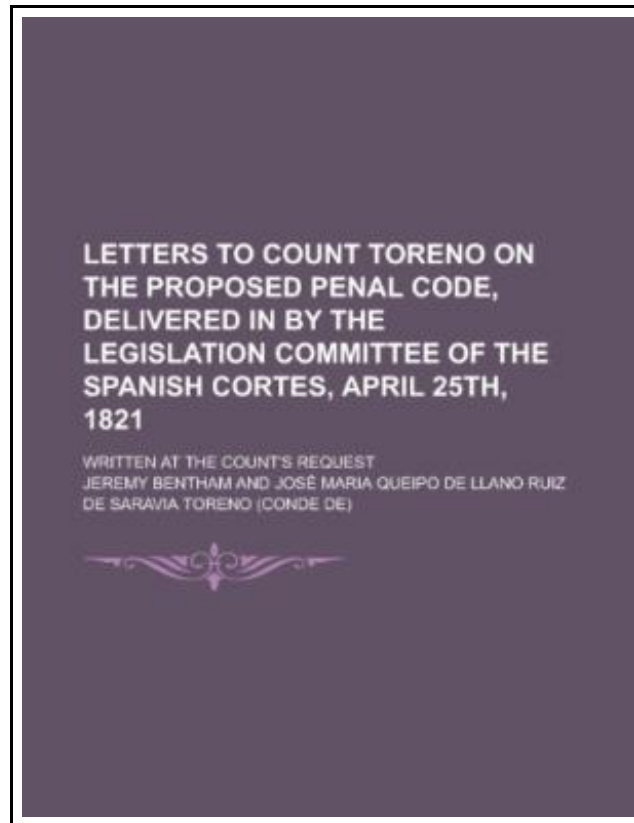 LETTERS TO COUNT TORENO ON
THE PROPOSED PENAL CODE,
DELIVERED IN BY THE
LEGISLATION COMMITTEE OF THE
SPANISH CORTES, APRIL 25TH,
1821
WRITTEN AT THE COUNT'S REQUEST
JEREMY BENTHAM AND JOSÉ MARIA QUEIPO DE LLANO RUIZ
DE SARAVIA TORENO (CONDE DE)